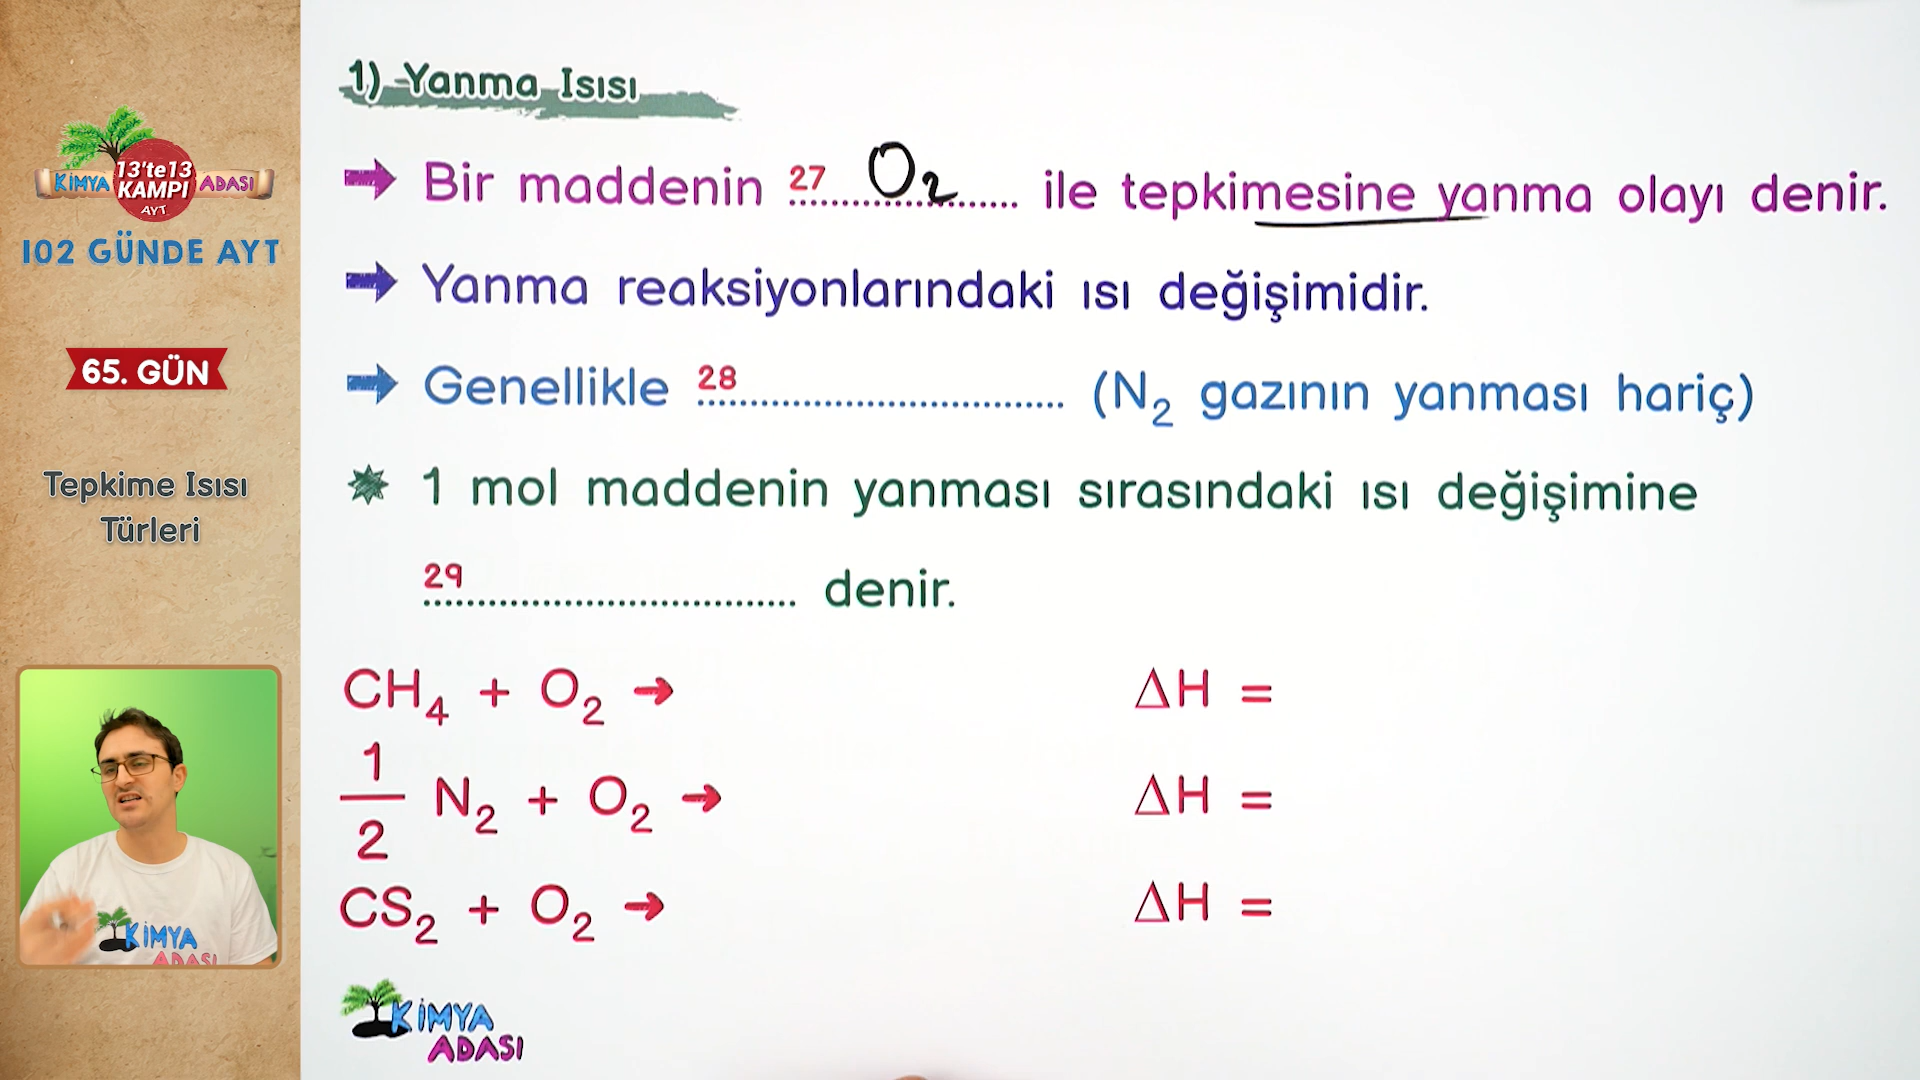 KİMYA 13'te13 KAMPI AYT ADASI
102 GÜNDE AYT
65. GÜN
Tepkime Isısı
Türleri
KİMYA
ADASI
1) Yanma Isısı
Bir maddenin 27 O₂ ile tepkimesine yanma olayı denir.
Yanma reaksiyonlarındaki ısı değişimidir.
Genellikle 28 .................... (N₂ gazının yanması hariç)
1 mol maddenin yanması sırasındaki ısı değişimine
29 .................... denir.
CH₄ + O₂ → ΔH =
1/2 N₂ + O₂ → ΔH =
CS₂ + O₂ → ΔH =
KİMYA
ADASI